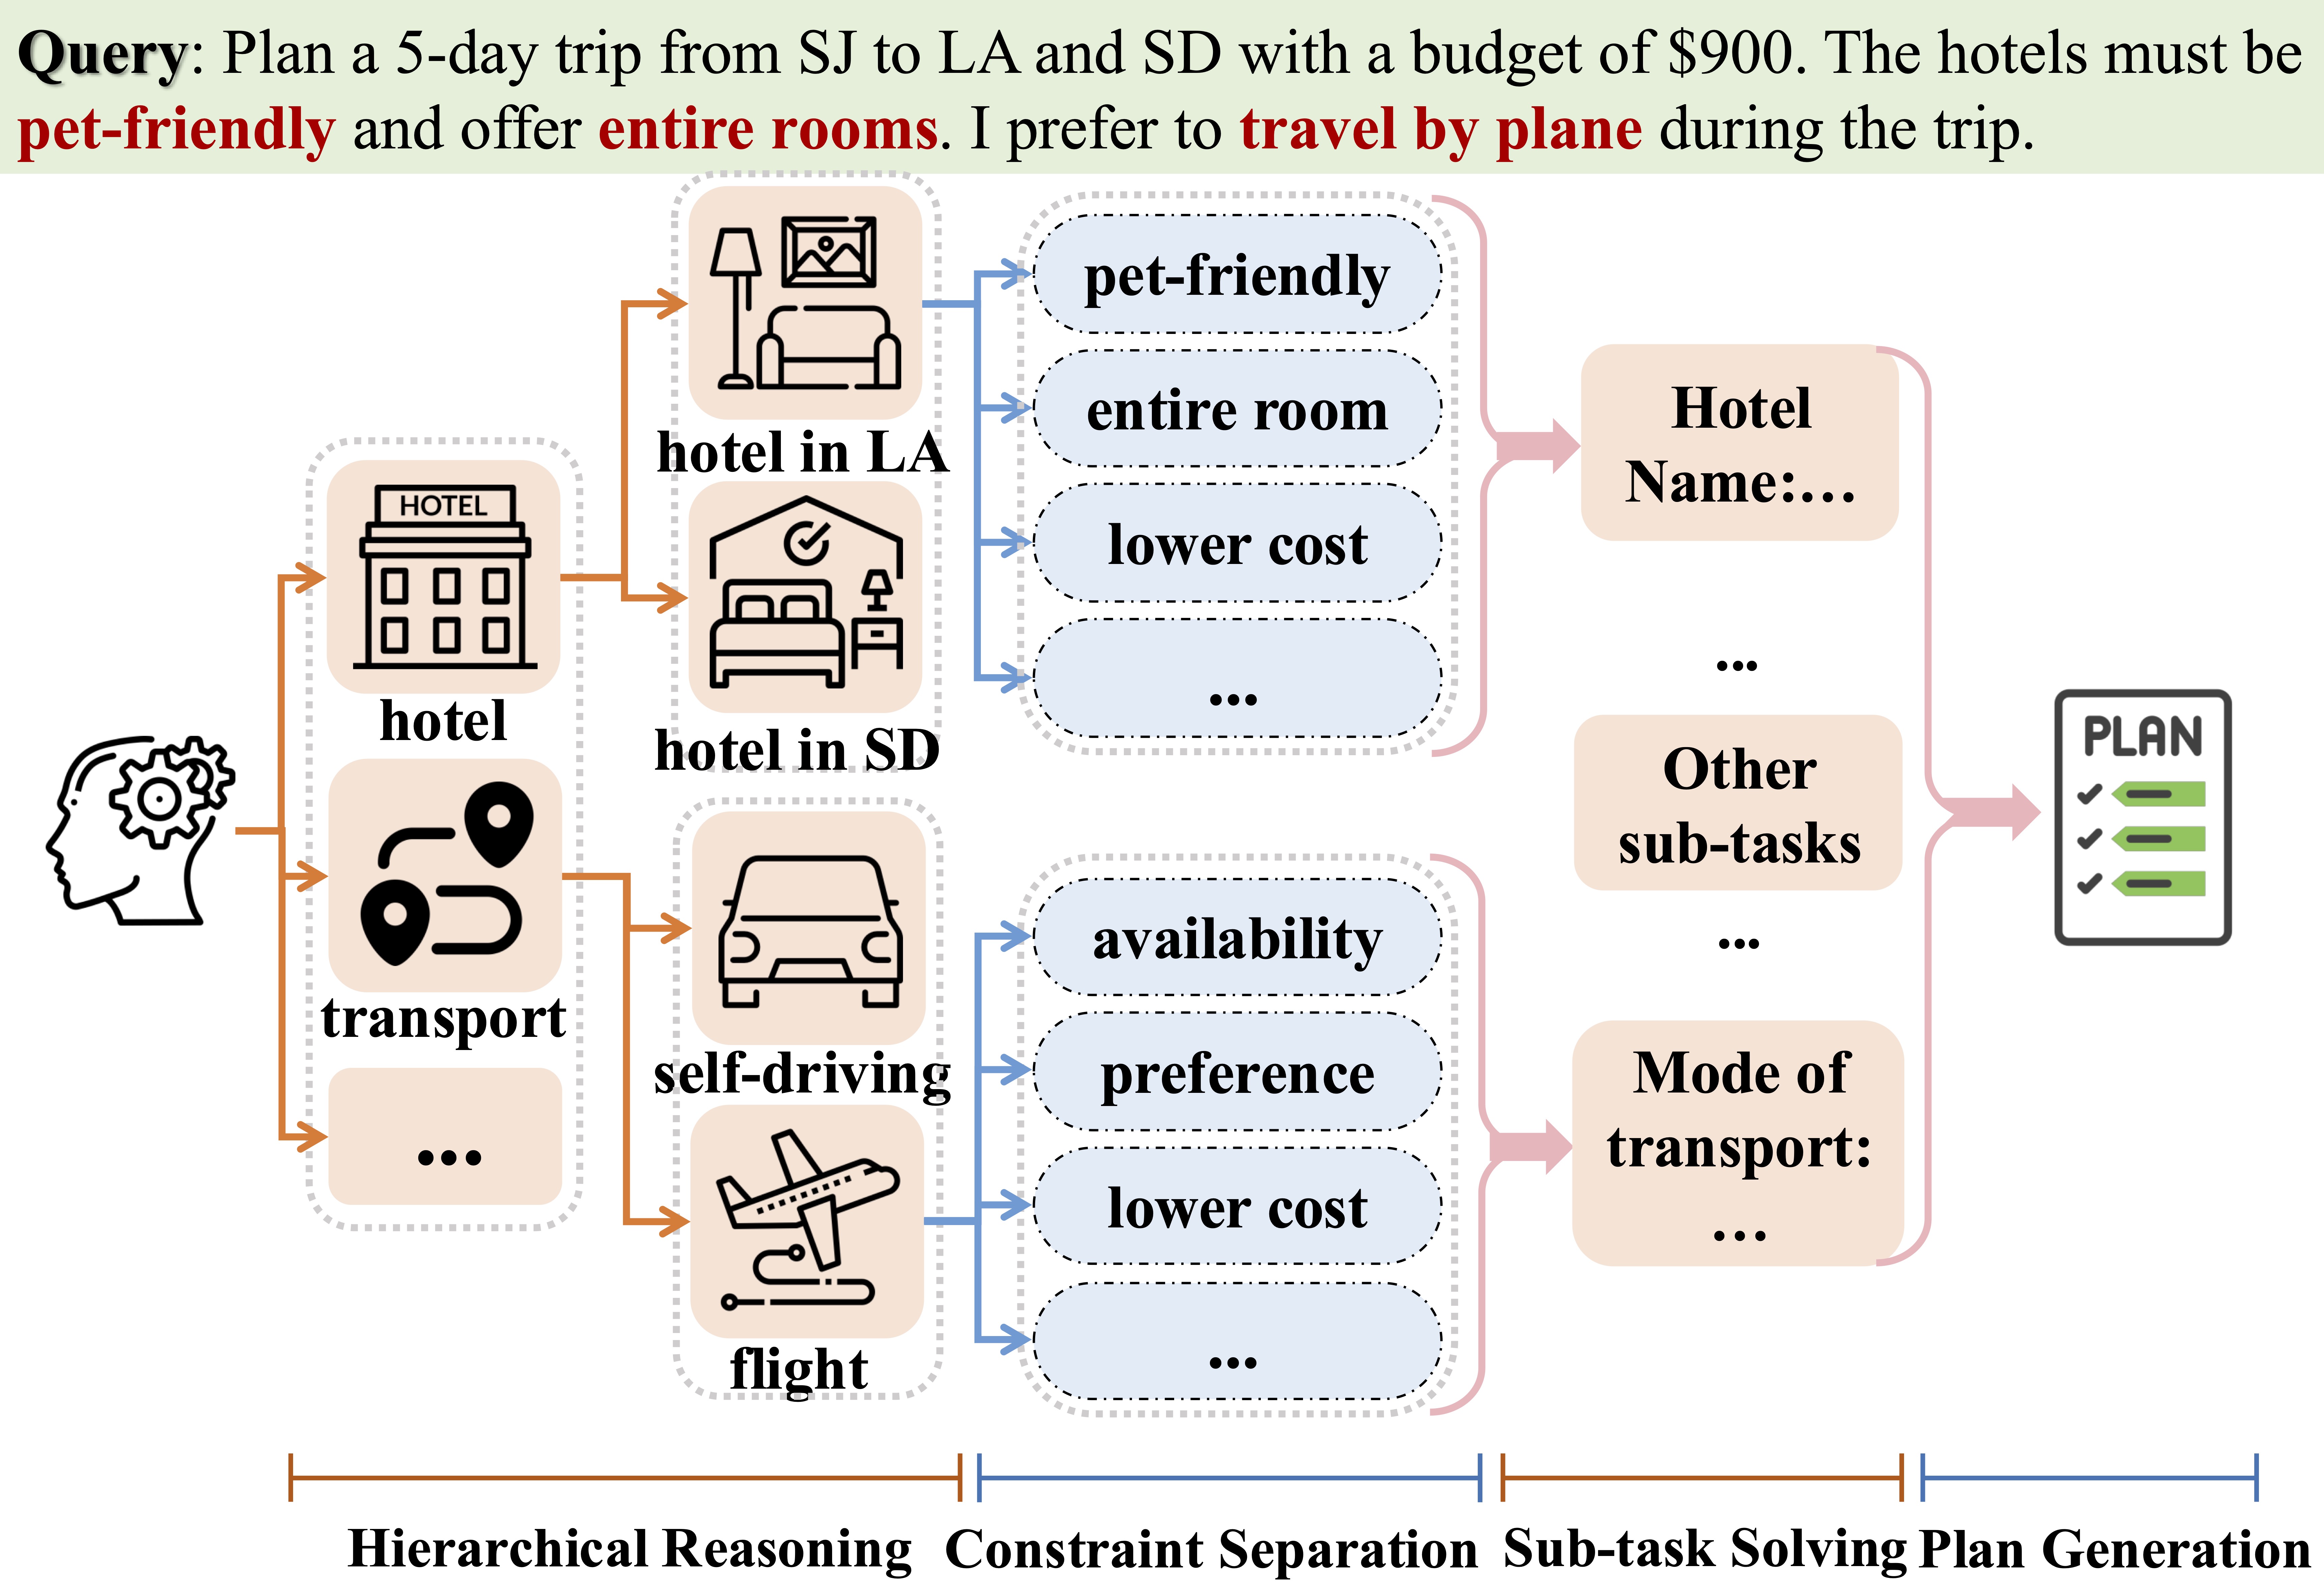 Query: Plan a 5-day trip from SJ to LA and SD with a budget of $900. The hotels must be
pet-friendly and offer entire rooms. I prefer to travel by plane during the trip.
HOTEL
hotel
transport
...
hotel in LA
hotel in SD
self-driving
flight
pet-friendly
entire room
lower cost
...
availability
preference
lower cost
...
Hotel
Name:...
...
Other
sub-tasks
...
Mode of
transport:
...
PLAN
Hierarchical Reasoning
Constraint Separation
Sub-task Solving
Plan Generation